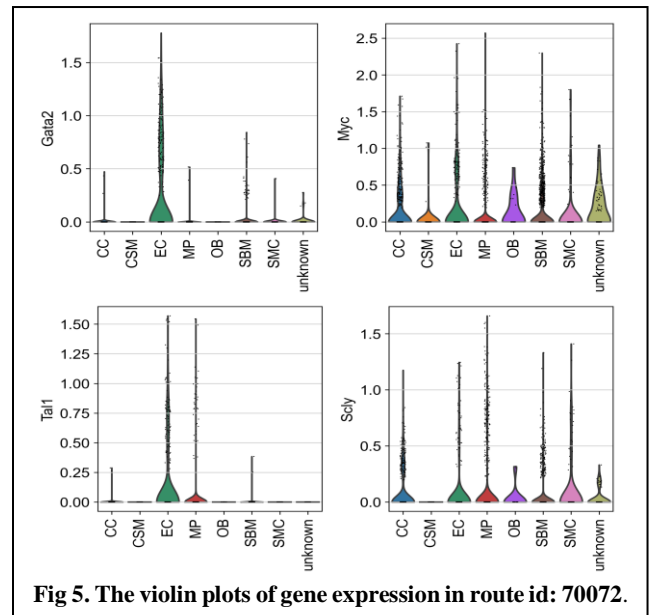 Gata2
1.5
1.0
0.5
0.0
CC CSM EC MP OB SBM SMC unknown
Myc
2.5
2.0
1.5
1.0
0.5
0.0
CC CSM EC MP OB SBM SMC unknown
Tal1
1.50
1.25
1.00
0.75
0.50
0.25
0.00
CC CSM EC MP OB SBM SMC unknown
Scly
1.5
1.0
0.5
0.0
CC CSM EC MP OB SBM SMC unknown
Fig 5. The violin plots of gene expression in route id: 70072.